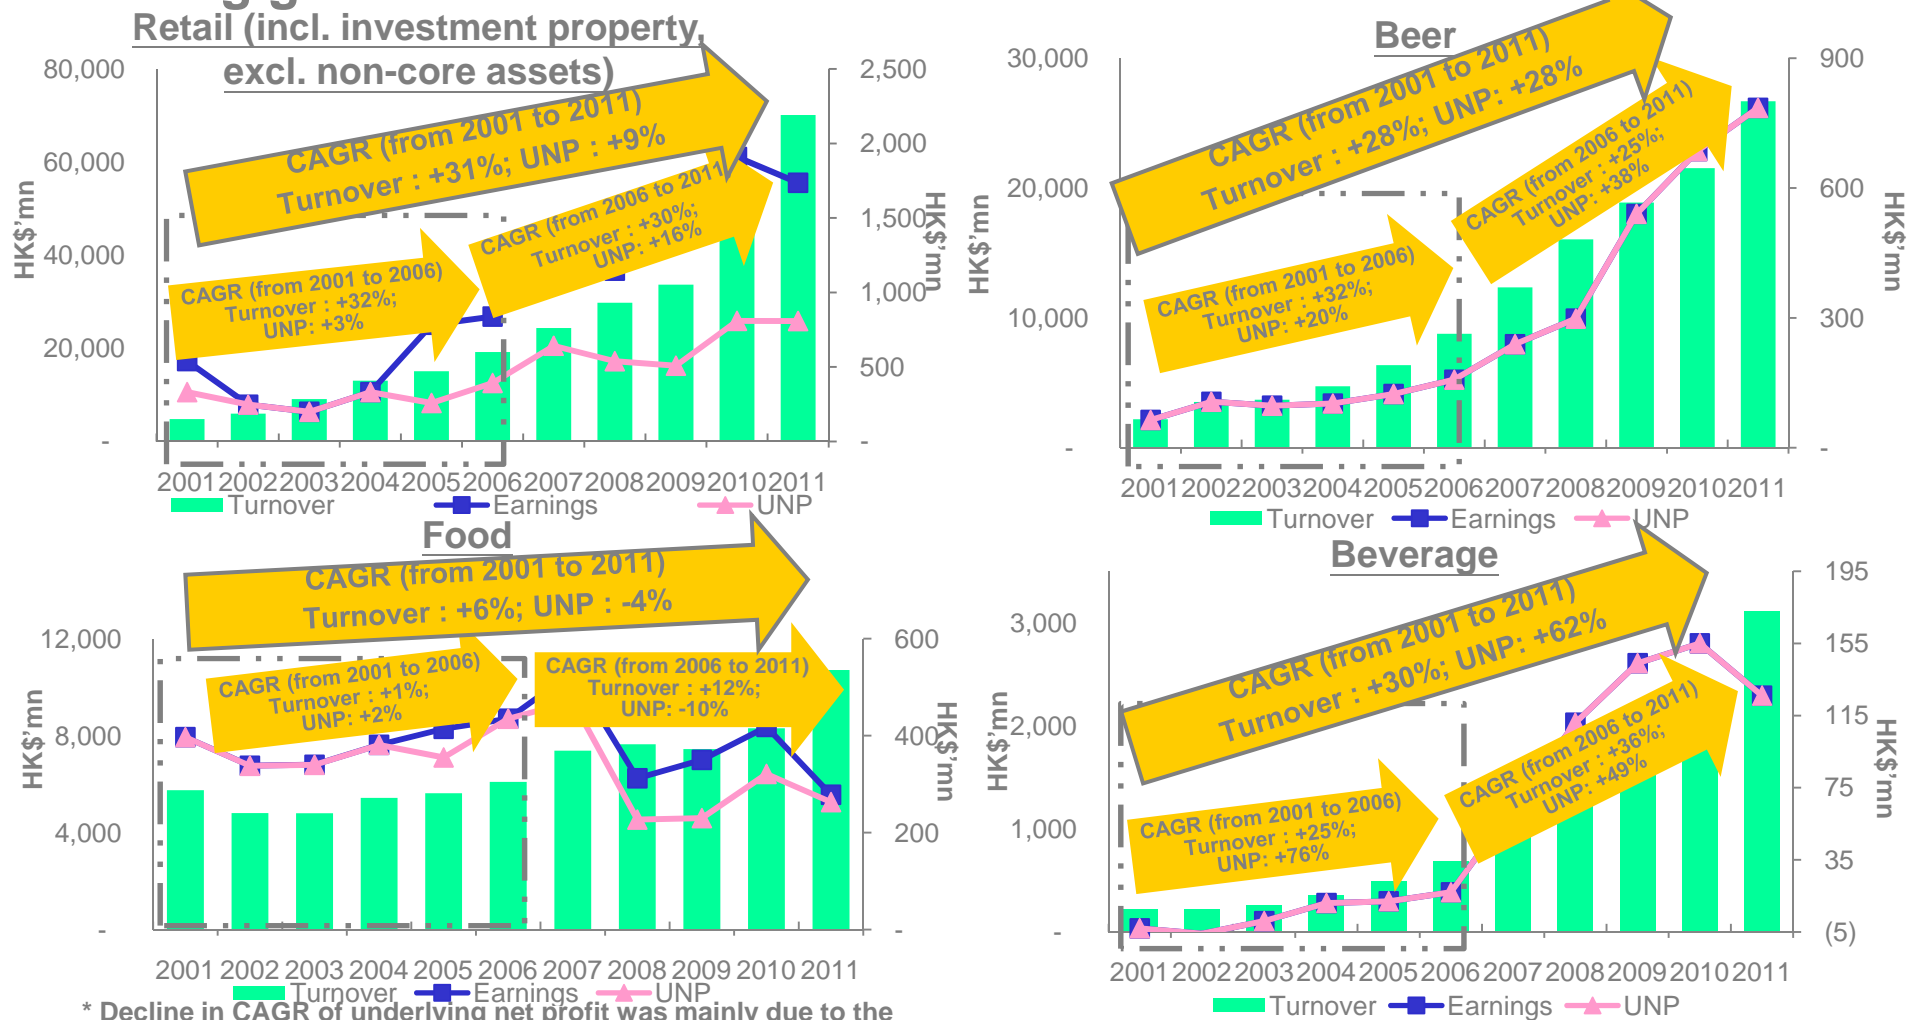 Retail (incl. investment property,
excl. non-core assets)
CAGR (from 2001 to 2011)
Turnover : +31%; UNP : +9%
CAGR (from 2001 to 2006)
Turnover : +32%;
UNP: +3%
CAGR (from 2006 to 2011)
Turnover : +30%;
UNP: +16%
HK$'mn
80,000
60,000
40,000
20,000
-
2,500
2,000
1,500
1,000
500
-
HK$'mn
2001 2002 2003 2004 2005 2006 2007 2008 2009 2010 2011
Turnover Earnings UNP
Beer
CAGR (from 2001 to 2011)
Turnover : +28%; UNP: +28%
CAGR (from 2001 to 2006)
Turnover : +32%;
UNP: +20%
CAGR (from 2006 to 2011)
Turnover : +25%;
UNP: +38%
HK$'mn
30,000
20,000
10,000
-
900
600
300
-
HK$'mn
2001 2002 2003 2004 2005 2006 2007 2008 2009 2010 2011
Turnover Earnings UNP
Food
CAGR (from 2001 to 2011)
Turnover : +6%; UNP : -4%
CAGR (from 2001 to 2006)
Turnover : +1%;
UNP: +2%
CAGR (from 2006 to 2011)
Turnover : +12%;
UNP: -10%
HK$'mn
12,000
8,000
4,000
-
600
400
200
-
HK$'mn
2001 2002 2003 2004 2005 2006 2007 2008 2009 2010 2011
Turnover Earnings UNP
* Decline in CAGR of underlying net profit was mainly due to the
Beverage
CAGR (from 2001 to 2011)
Turnover : +30%; UNP: +62%
CAGR (from 2001 to 2006)
Turnover : +25%;
UNP: +76%
CAGR (from 2006 to 2011)
Turnover : +36%;
UNP: +49%
HK$'mn
3,000
2,000
1,000
-
195
155
115
75
35
(5)
HK$'mn
2001 2002 2003 2004 2005 2006 2007 2008 2009 2010 2011
Turnover Earnings UNP